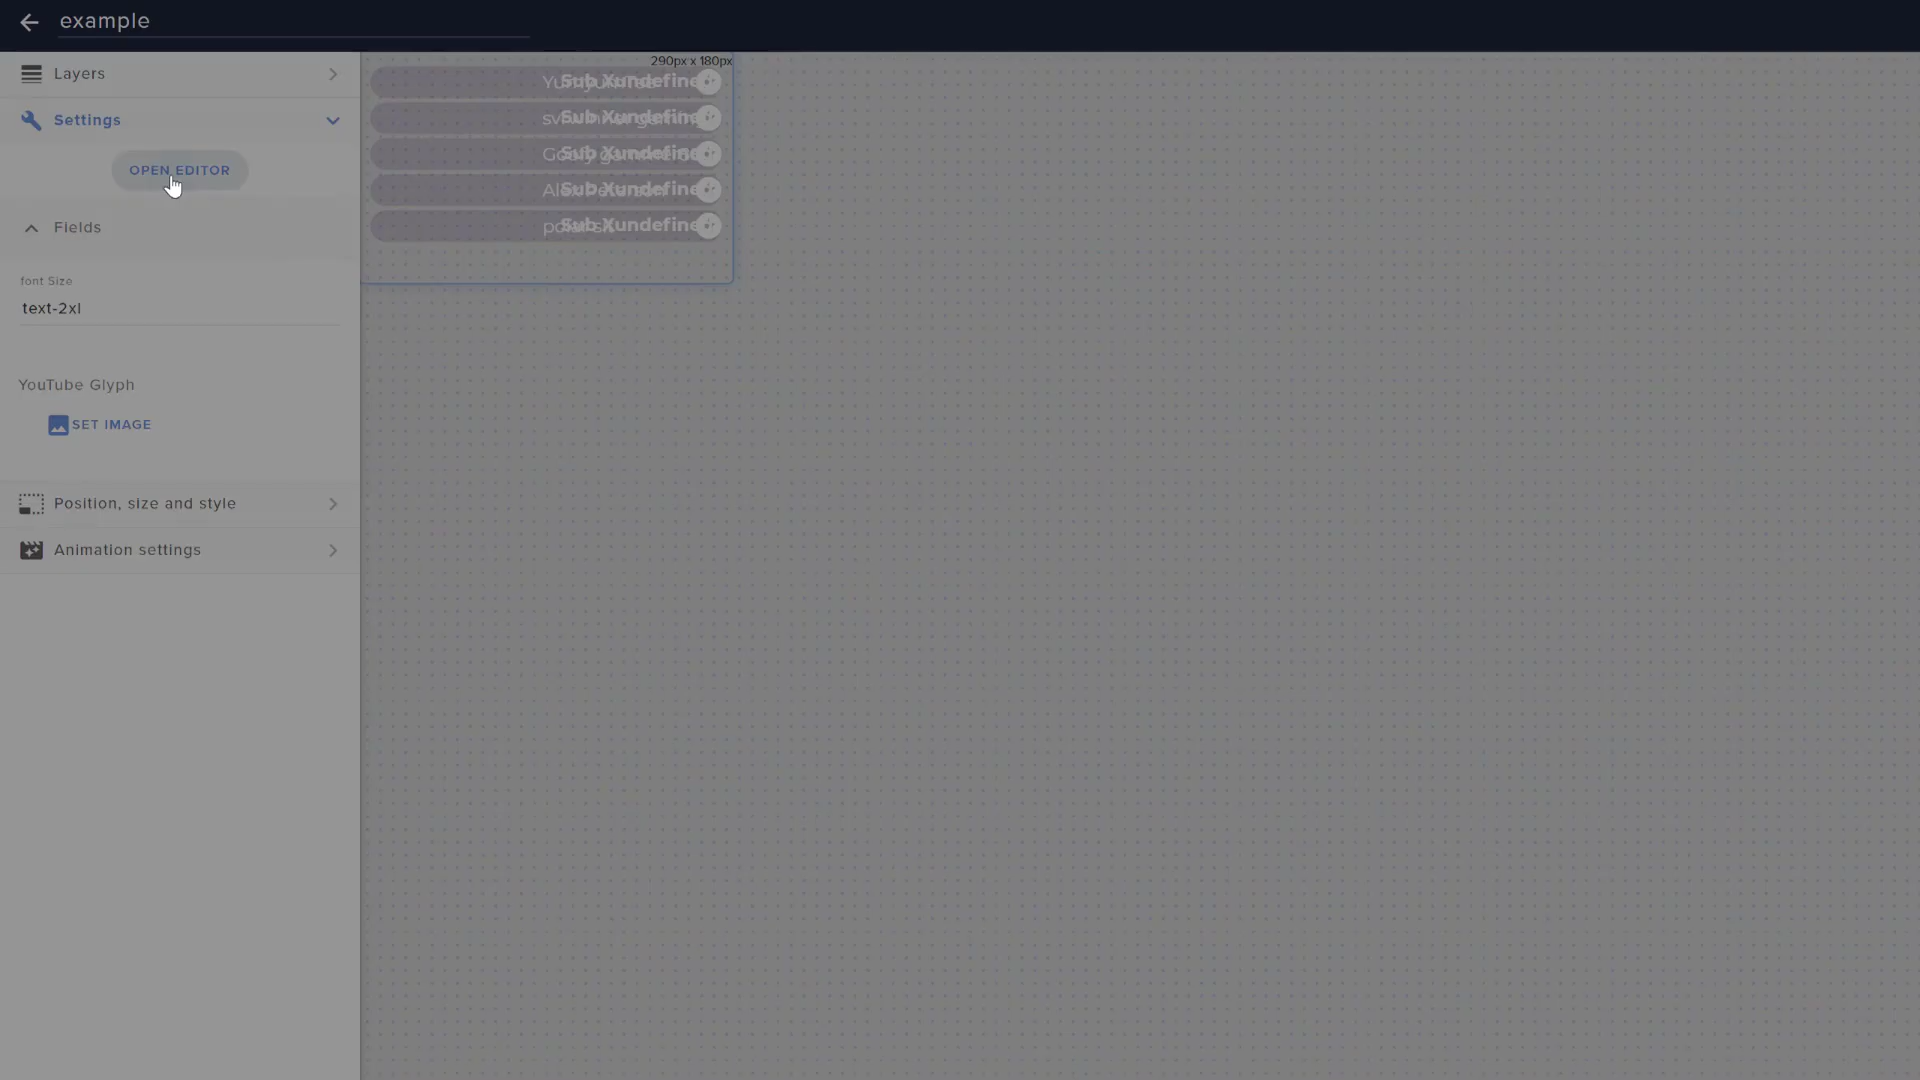 example
Layers
290px x 180px
Settings
Sub Xundefine
Sub Xundefine
Sub Xundefine
Sub Xundefine
Sub Xundefine
OPEN EDITOR
Fields
font Size
text-2xl
YouTube Glyph
SET IMAGE
Position, size and style
Animation settings